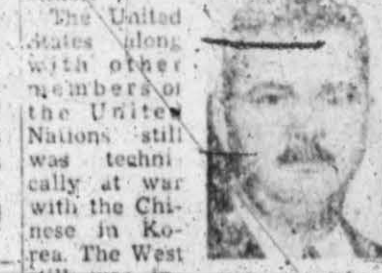 The United
States along
with other
members of
the United
Nations still
was techni-
cally at war
with the Chi-
nese in Ko-
rea. The West